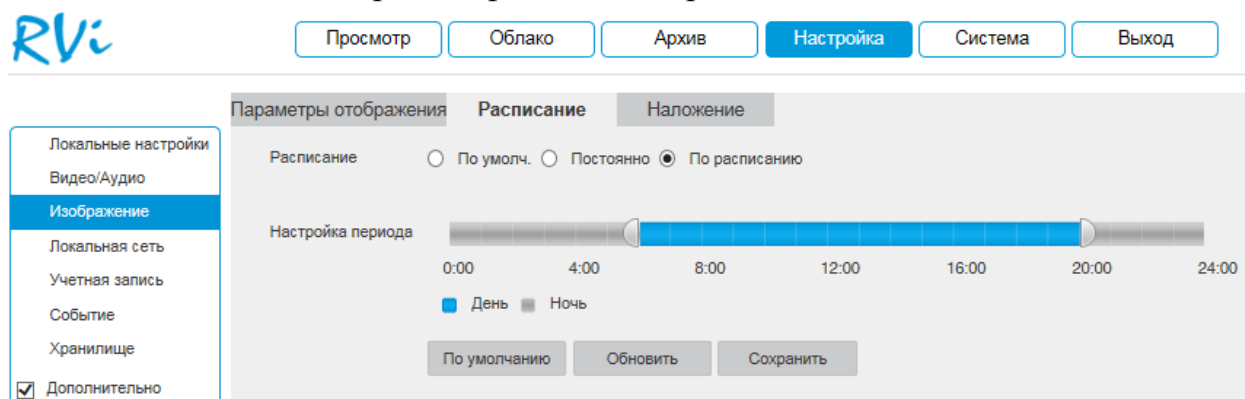 RVi
Просмотр Облако Архив Настройка Система Выход
Параметры отображения Расписание Наложение
Локальные настройки
Видео/Аудио
Изображение
Локальная сеть
Учетная запись
Событие
Хранилище
Дополнительно
Расписание По умолч. Постоянно По расписанию
Настройка периода
0:00 4:00 8:00 12:00 16:00 20:00 24:00
День Ночь
По умолчанию Обновить Сохранить